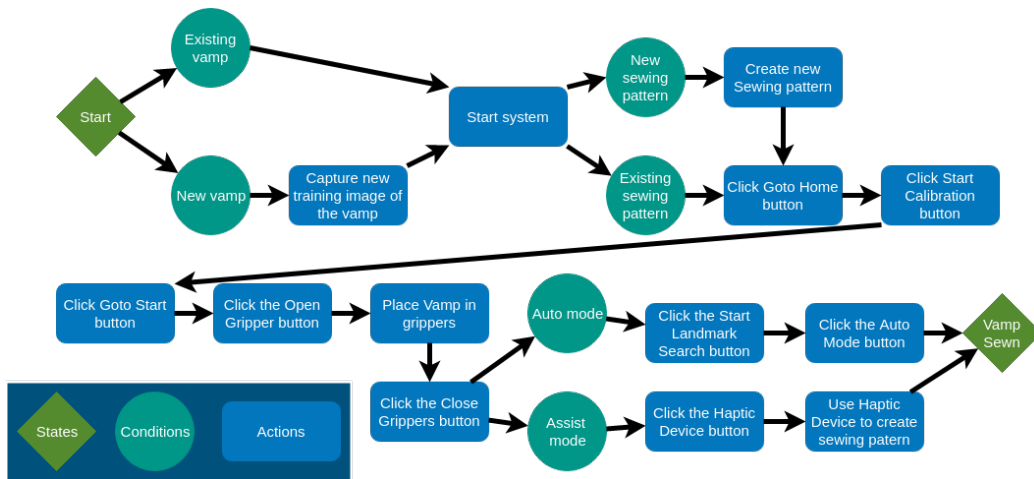 Existing
vamp
Start
New vamp
Capture new
training image of
the vamp
Start system
New
sewing
pattern
Create new
Sewing pattern
Existing
sewing
pattern
Click Goto Home
button
Click Start
Calibration
button
Click Goto Start
button
Click the Open
Gripper button
Place Vamp in
grippers
Click the Close
Grippers button
Auto mode
Click the Start
Landmark
Search button
Click the Auto
Mode button
Vamp
Sewn
Assist
mode
Click the Haptic
Device button
Use Haptic
Device to create
sewing patern
States
Conditions
Actions